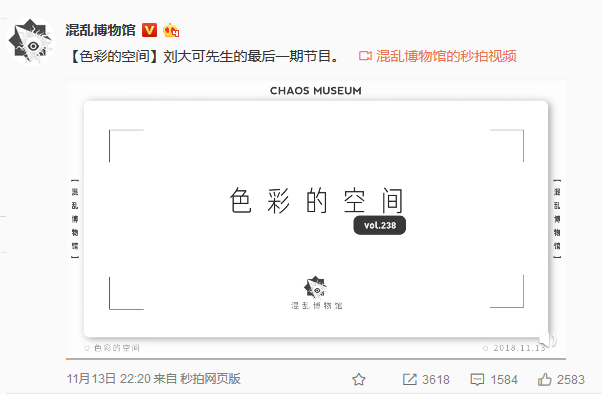 混乱博物馆
【色彩的空间】刘大可先生的最后一期节目。 混乱博物馆的秒拍视频
CHAOS MUSEUM
[混乱博物馆]
色彩的空间
vol.238
混乱博物馆
[混乱博物馆]
色彩的空间
2018.11.13
11月13日 22:20 来自 秒拍网页版
3618
1584
2583